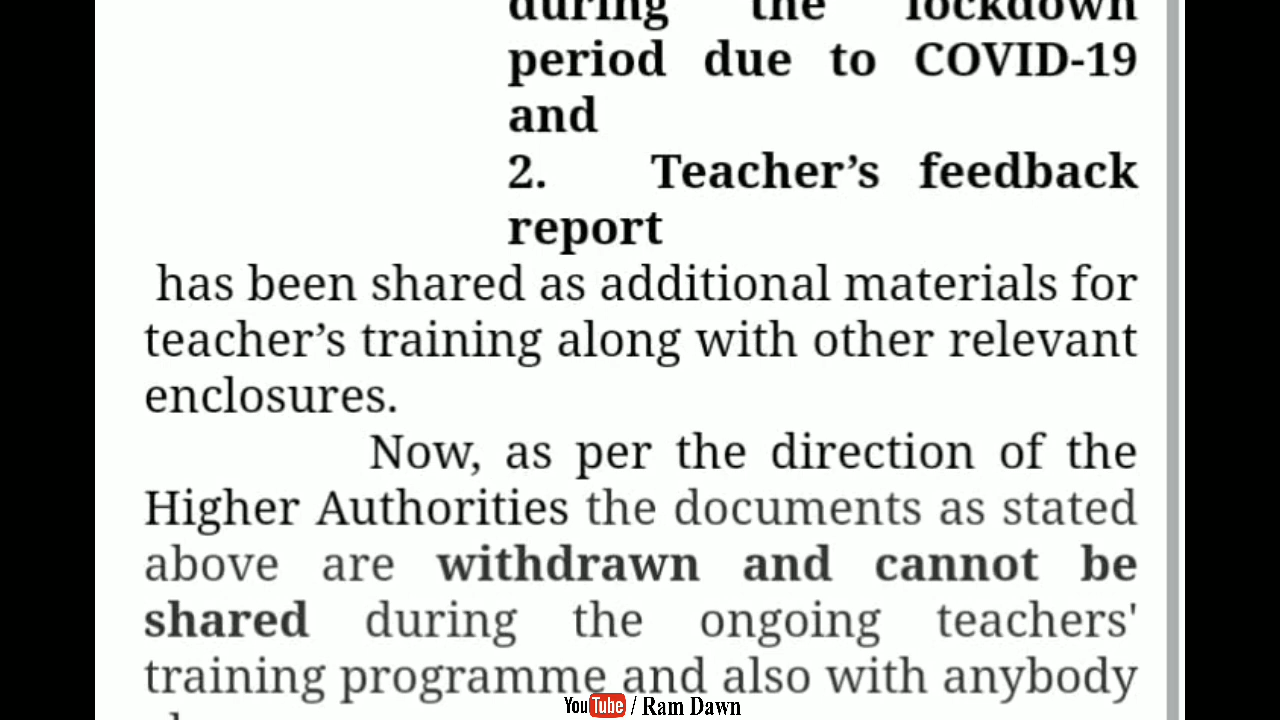 during the lockdown
period due to COVID-19
and
2. Teacher’s feedback
report
has been shared as additional materials for
teacher’s training along with other relevant
enclosures.
Now, as per the direction of the
Higher Authorities the documents as stated
above are withdrawn and cannot be
shared during the ongoing teachers'
training programme and also with anybody
YouTube / Ram Dawn